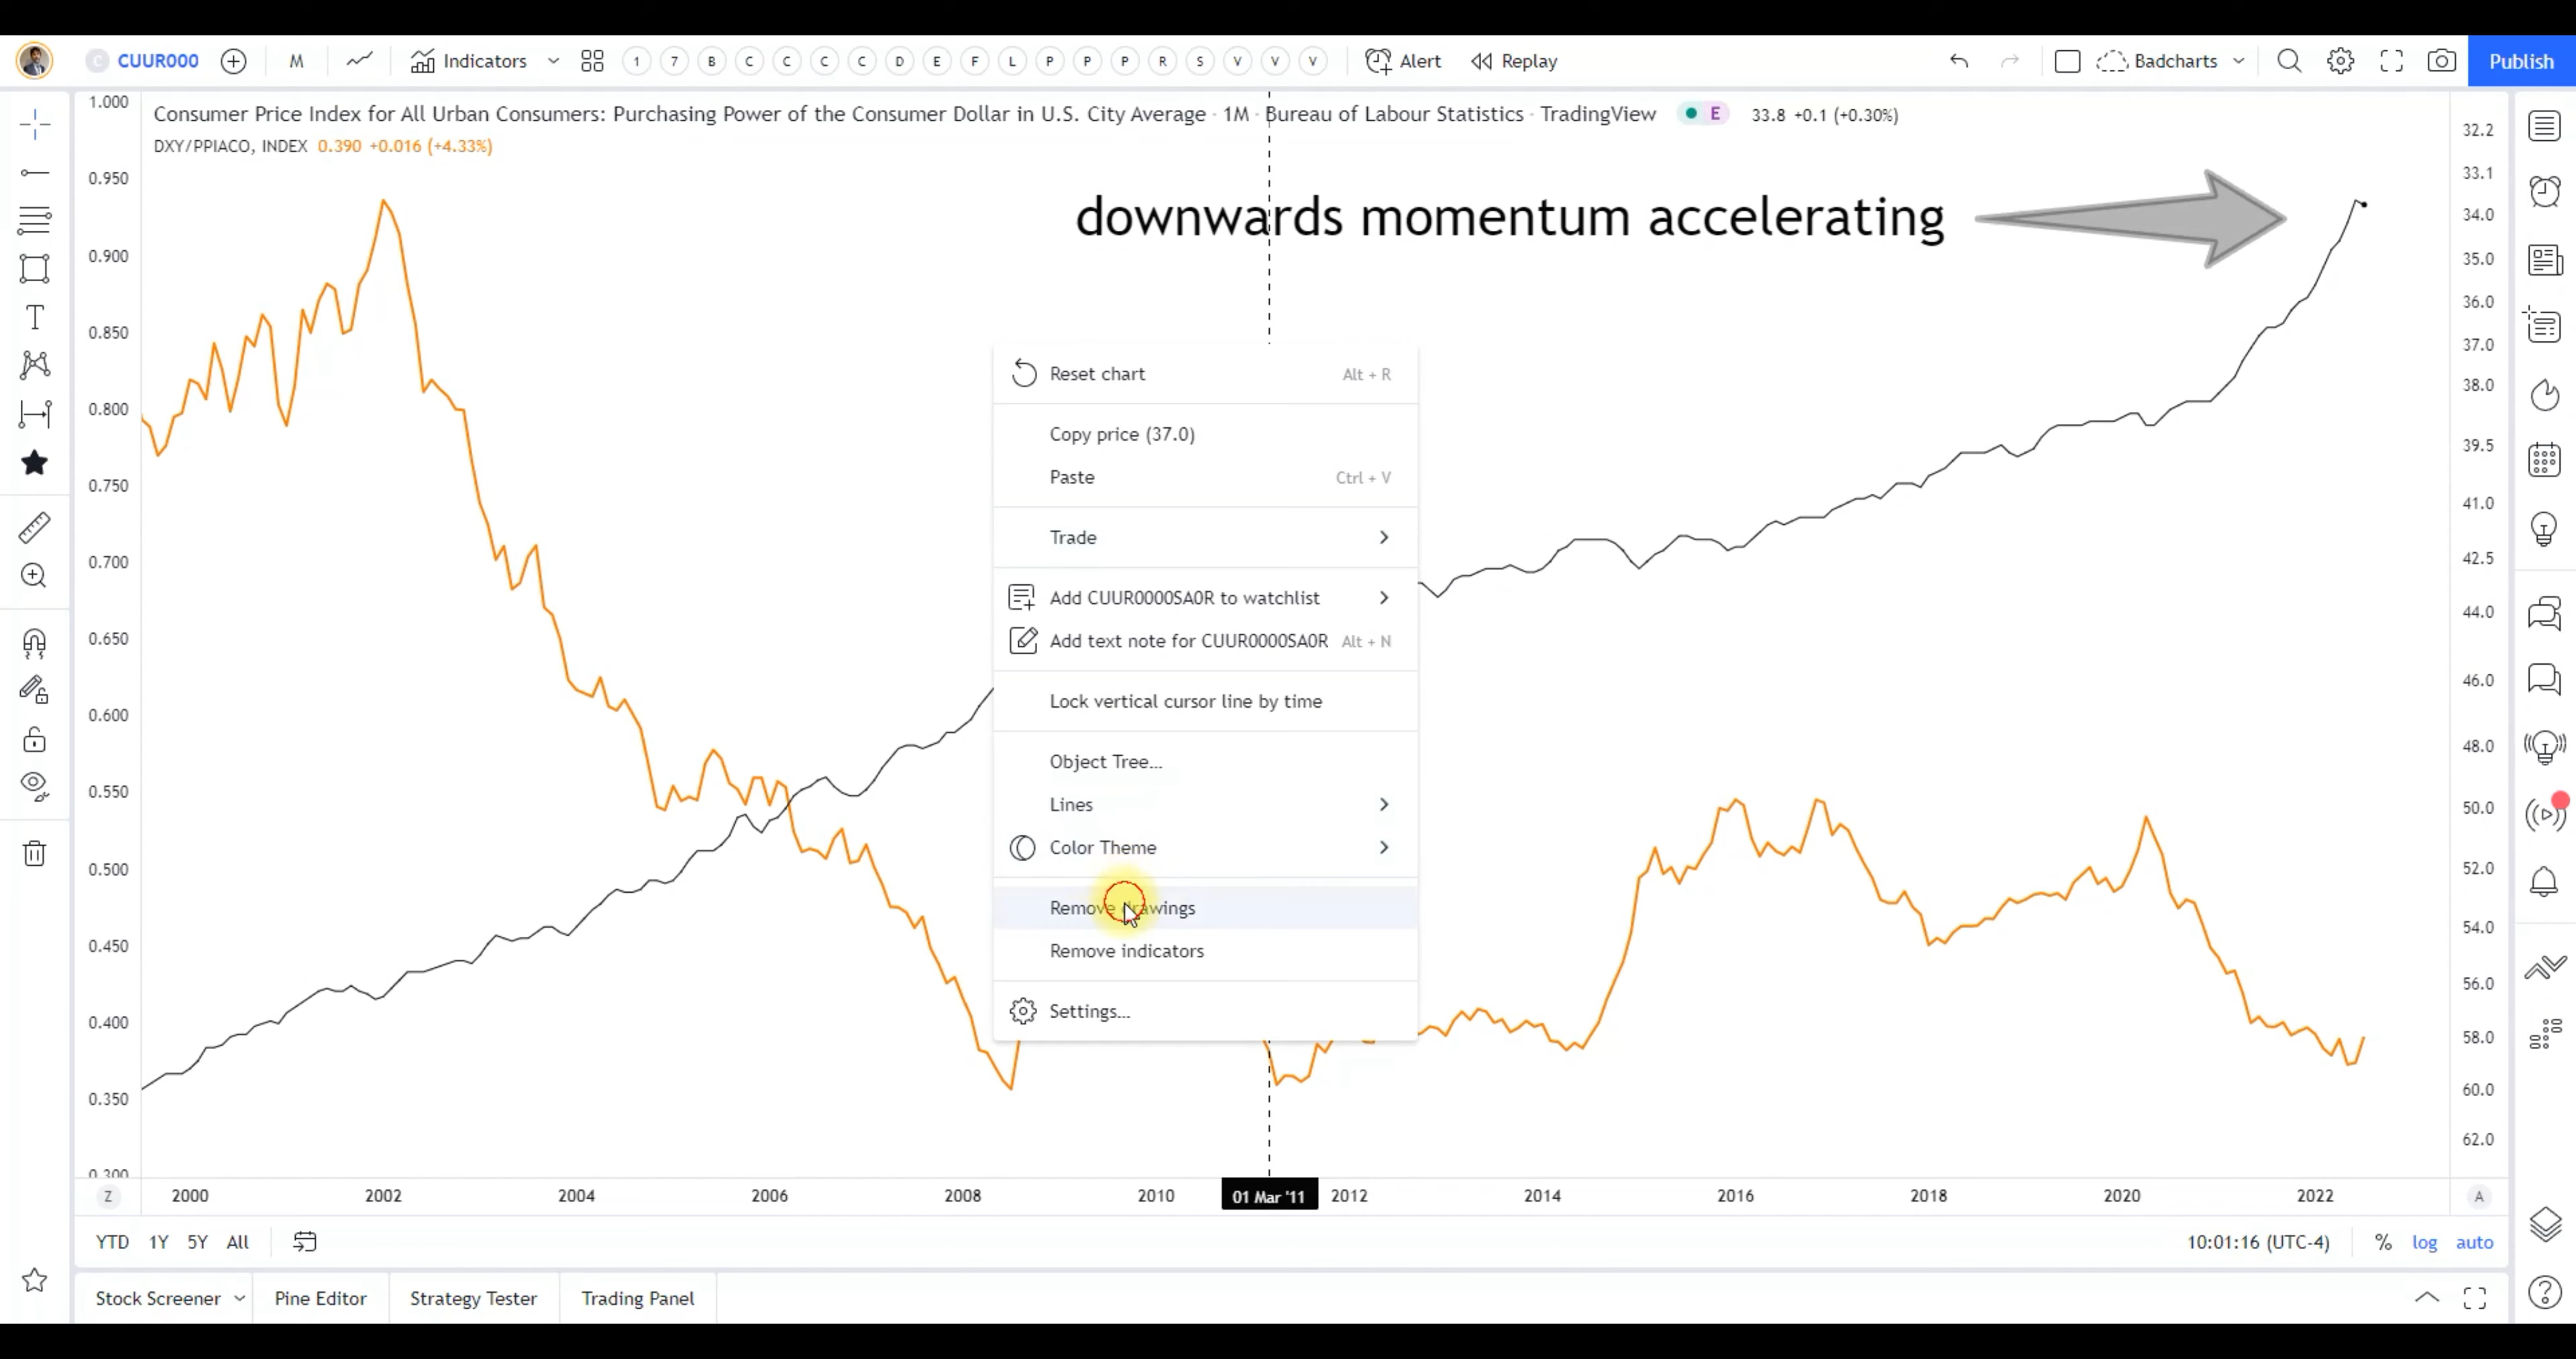 CUUR000
M
Indicators
1 7 B C C C C D E F L P P P R S V V V
Alert
Replay
Badcharts
Publish
Consumer Price Index for All Urban Consumers: Purchasing Power of the Consumer Dollar in U.S. City Average · 1M · Bureau of Labour Statistics · TradingView
E
33.8 +0.1 (+0.30%)
DXY/PPIACO, INDEX 0.390 +0.016 (+4.33%)
downwards momentum accelerating
1.000
0.950
0.900
0.850
0.800
0.750
0.700
0.650
0.600
0.550
0.500
0.450
0.400
0.350
0.300
Reset chart Alt + R
Copy price (37.0)
Paste Ctrl + V
Trade
Add CUUR0000SA0R to watchlist
Add text note for CUUR0000SA0R Alt + N
Lock vertical cursor line by time
Object Tree...
Lines
Color Theme
Remove drawings
Remove indicators
Settings...
32.2
33.1
34.0
35.0
36.0
37.0
38.0
39.5
41.0
42.5
44.0
46.0
48.0
50.0
52.0
54.0
56.0
58.0
60.0
62.0
Z 2000 2002 2004 2006 2008 2010 01 Mar '11 2012 2014 2016 2018 2020 2022 A
YTD 1Y 5Y All
10:01:16 (UTC-4) % log auto
Stock Screener Pine Editor Strategy Tester Trading Panel